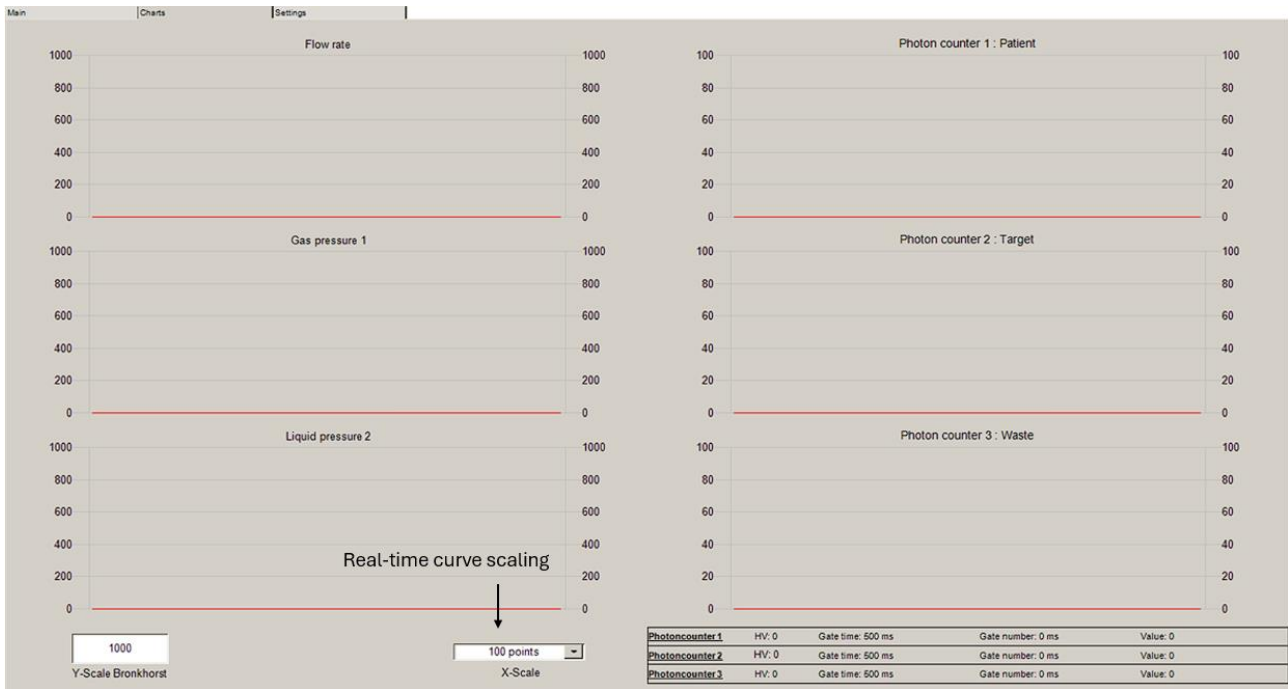 Main Charts Settings
Flow rate
1000 1000
800 800
600 600
400 400
200 200
0 0
Gas pressure 1
1000 1000
800 800
600 600
400 400
200 200
0 0
Liquid pressure 2
1000 1000
800 800
600 600
400 400
200 200
0 0
Real-time curve scaling
1000
Y-Scale Bronkhorst
100 points
X-Scale
Photon counter 1 : Patient
100 100
80 80
60 60
40 40
20 20
0 0
Photon counter 2 : Target
100 100
80 80
60 60
40 40
20 20
0 0
Photon counter 3 : Waste
100 100
80 80
60 60
40 40
20 20
0 0
Photoncounter1 HV: 0 Gate time: 500 ms Gate number: 0 ms Value: 0
Photoncounter2 HV: 0 Gate time: 500 ms Gate number: 0 ms Value: 0
Photoncounter3 HV: 0 Gate time: 500 ms Gate number: 0 ms Value: 0